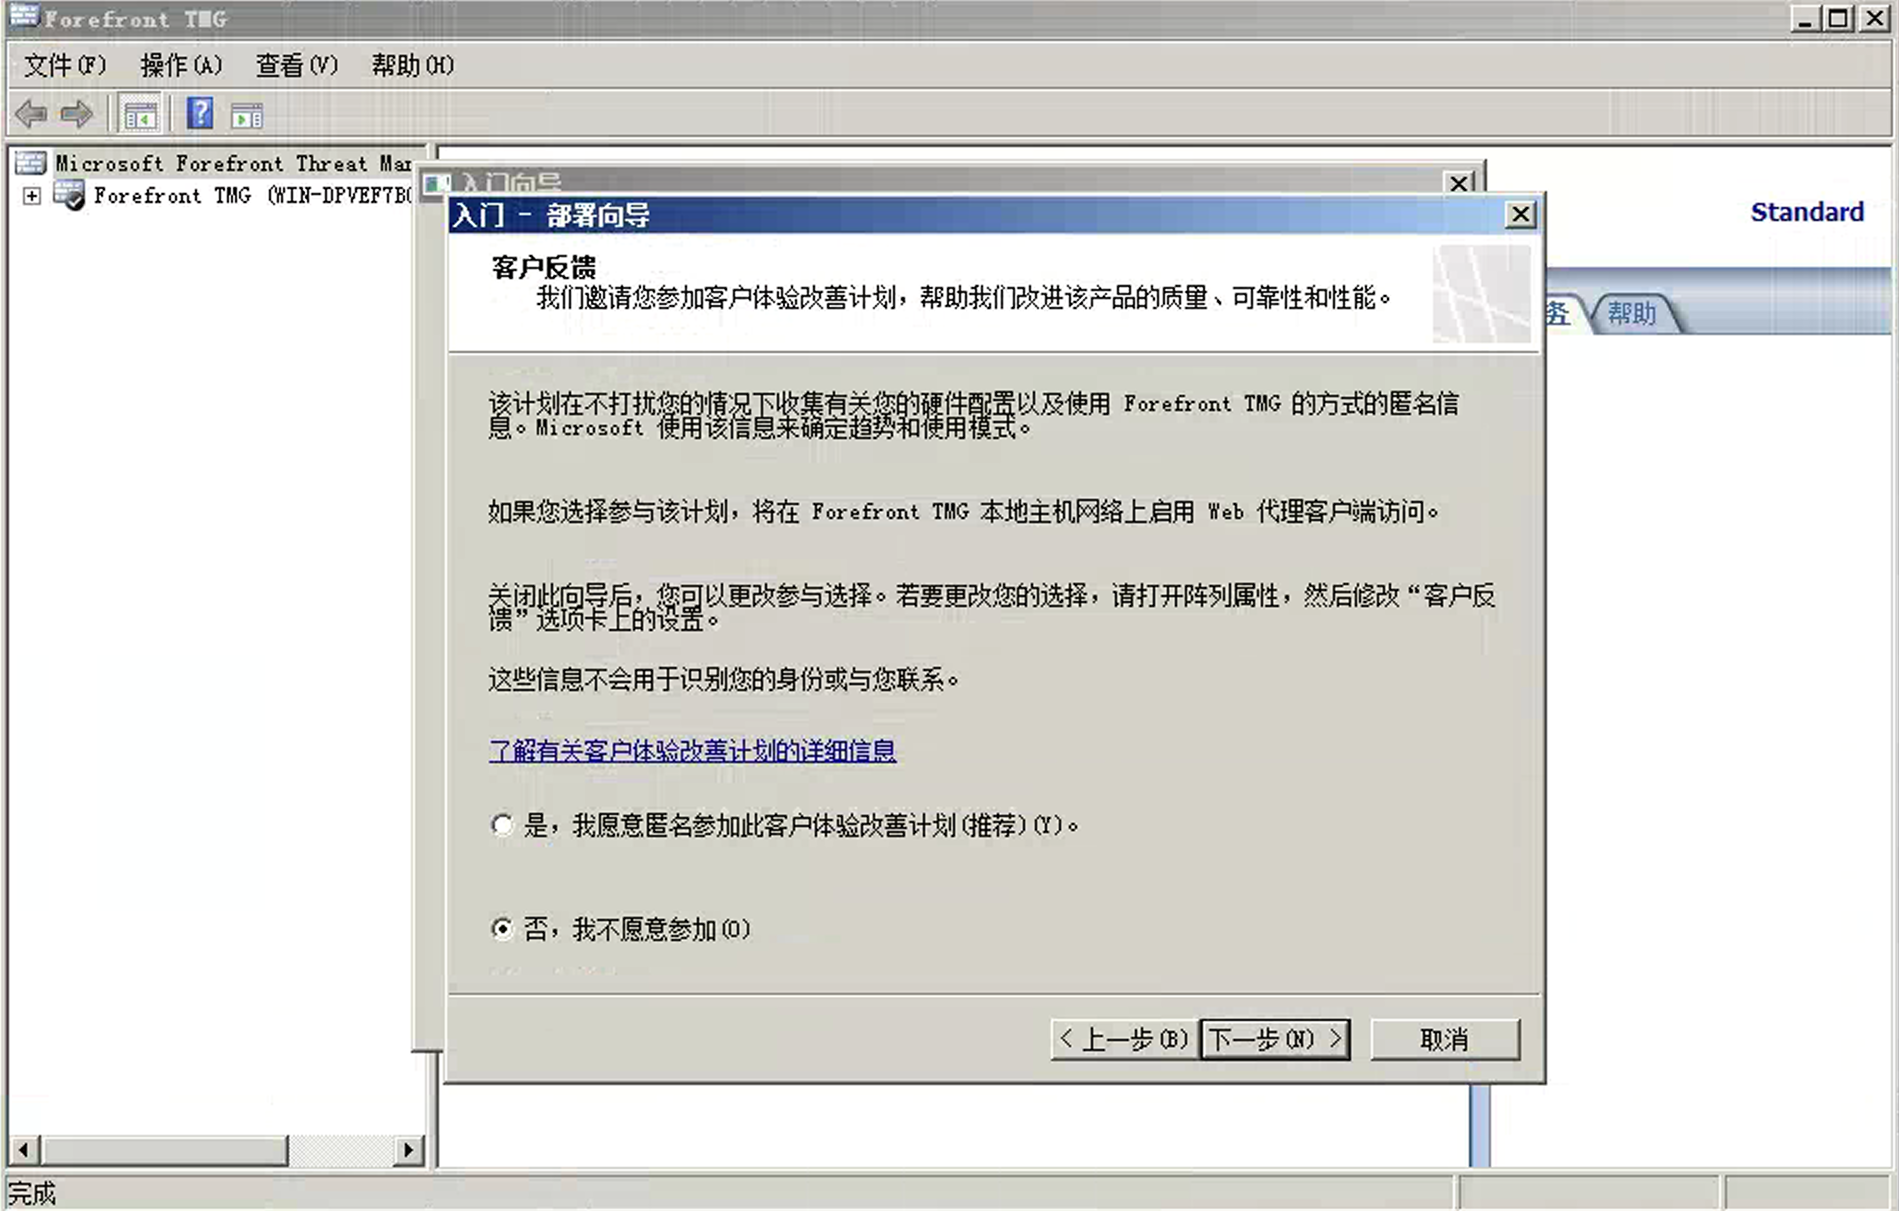 Forefront TMG
文件(F) 操作(A) 查看(V) 帮助(H)
Microsoft Forefront Threat Mar
Forefront TMG (WIN-DPVEF7B
入门向导
Standard
务 帮助
入门 - 部署向导
客户反馈
我们邀请您参加客户体验改善计划，帮助我们改进该产品的质量、可靠性和性能。
该计划在不打扰您的情况下收集有关您的硬件配置以及使用 Forefront TMG 的方式的匿名信
息。Microsoft 使用该信息来确定趋势和使用模式。
如果您选择参与该计划，将在 Forefront TMG 本地主机网络上启用 Web 代理客户端访问。
关闭此向导后，您可以更改参与选择。若要更改您的选择，请打开阵列属性，然后修改“客户反
馈”选项卡上的设置。
这些信息不会用于识别您的身份或与您联系。
了解有关客户体验改善计划的详细信息
是，我愿意匿名参加此客户体验改善计划(推荐)(Y)。
否，我不愿意参加(O)
< 上一步(B) 下一步(N) > 取消
完成